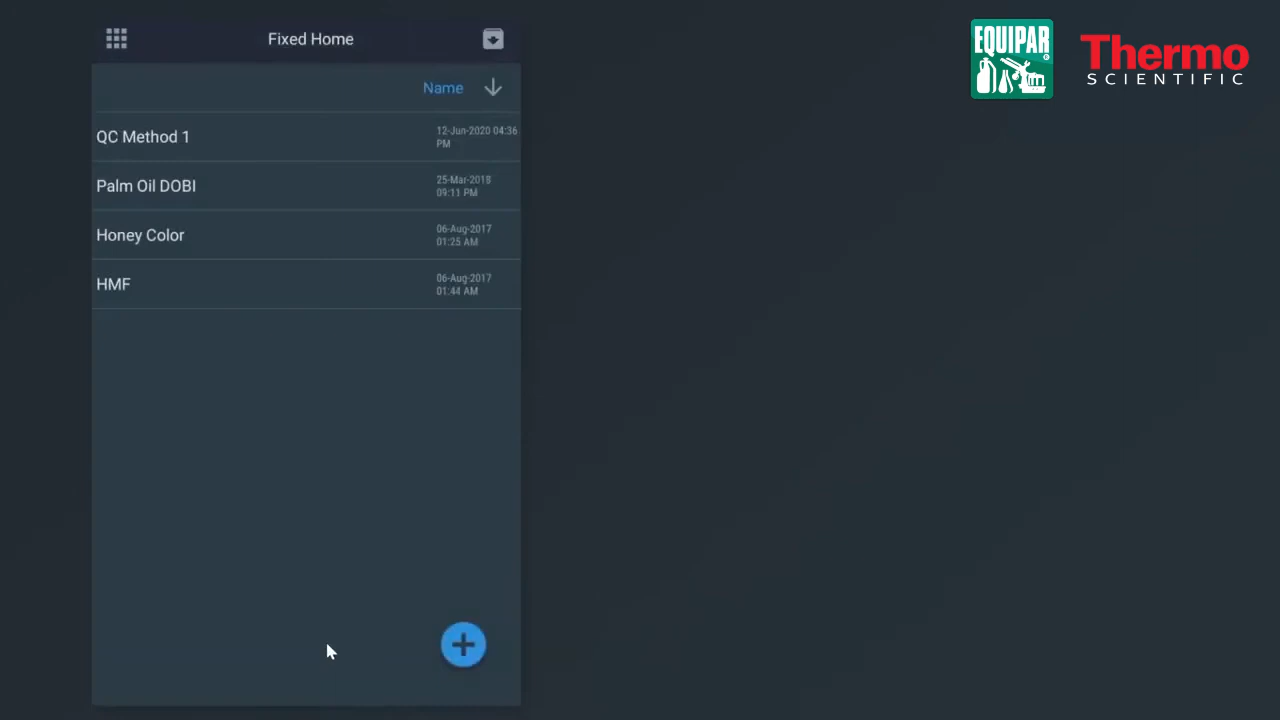 Fixed Home
Name
QC Method 1
12-Jun-2020 04:36
PM
Palm Oil DOBI
25-Mar-2018
09:11 PM
Honey Color
06-Aug-2017
01:25 AM
HMF
06-Aug-2017
01:44 AM
EQUIPAR
®
Thermo
SCIENTIFIC